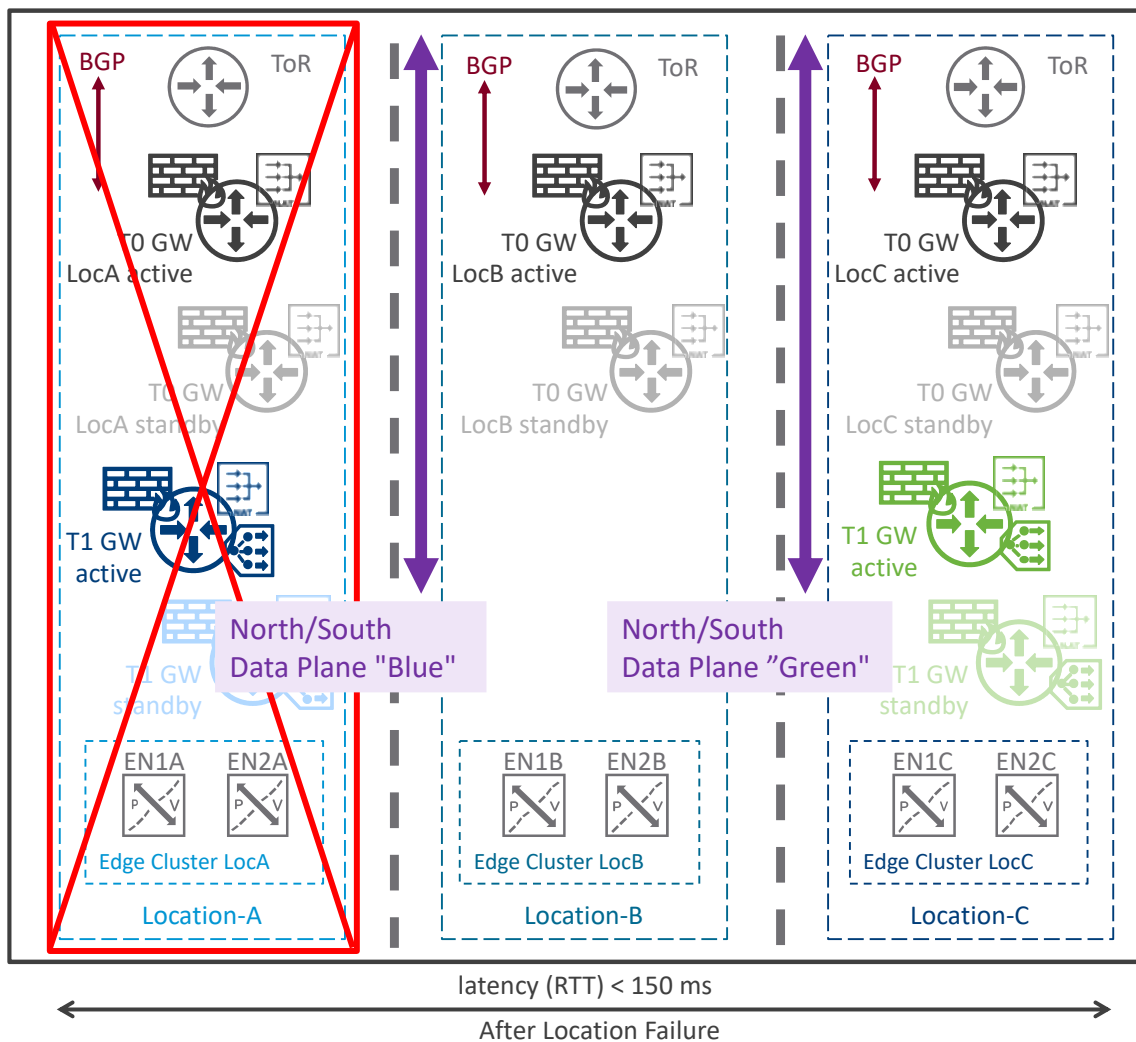 BGP
ToR
T0 GW
LocA active
T0 GW
LocA standby
T1 GW
active
T1 GW
standby
EN1A
EN2A
P
V
P
V
Edge Cluster LocA
Location-A
North/South
Data Plane "Blue"
BGP
ToR
T0 GW
LocB active
T0 GW
LocB standby
EN1B
EN2B
P
V
P
V
Edge Cluster LocB
Location-B
North/South
Data Plane ”Green"
BGP
ToR
T0 GW
LocC active
T0 GW
LocC standby
T1 GW
active
T1 GW
standby
EN1C
EN2C
P
V
P
V
Edge Cluster LocC
Location-C
latency (RTT) < 150 ms
After Location Failure